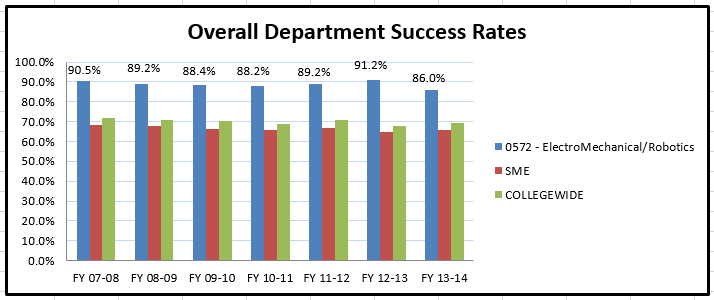 Overall Department Success Rates
100.0%
90.0%
80.0%
70.0%
60.0%
50.0%
40.0%
30.0%
20.0%
10.0%
0.0%
90.5%
89.2%
88.4%
88.2%
89.2%
91.2%
86.0%
FY 07-08
FY 08-09
FY 09-10
FY 10-11
FY 11-12
FY 12-13
FY 13-14
0572 - ElectroMechanical/Robotics
SME
COLLEGEWIDE